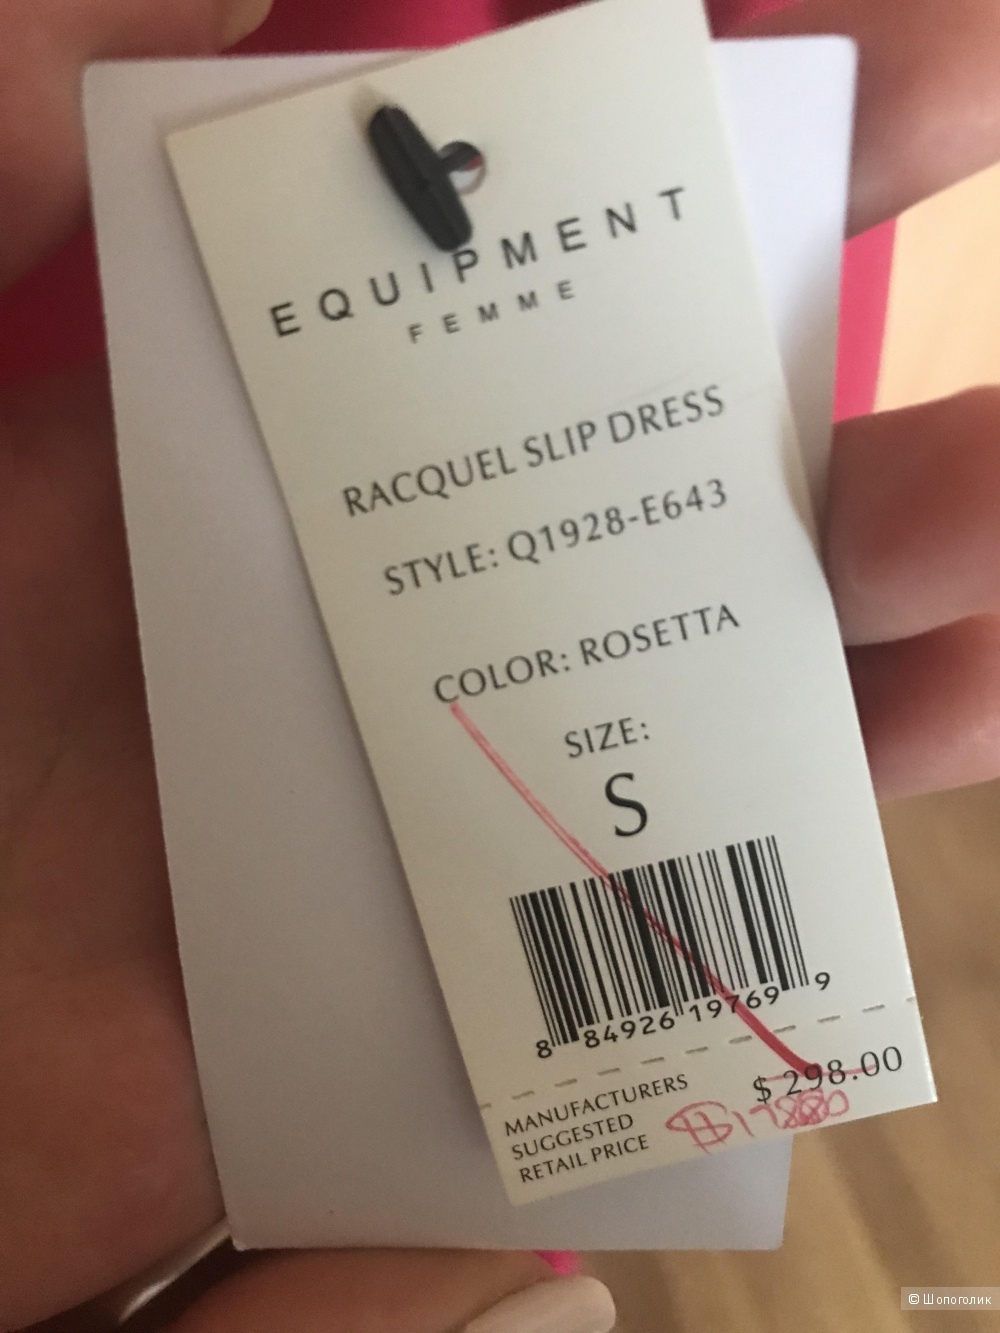 EQUIPMENT
FEMME
RACQUEL SLIP DRESS
STYLE: Q1928-E643
COLOR: ROSETTA
SIZE:
S
8 84926 19769 9
MANUFACTURERS
SUGGESTED
RETAIL PRICE
$ 298.00
© Шопоголик